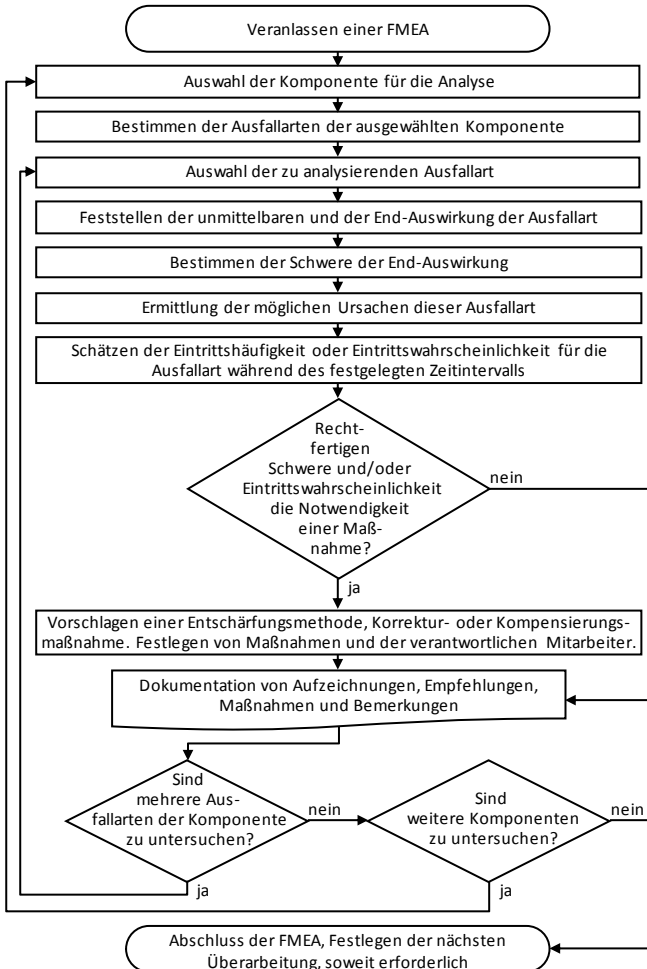 Veranlassen einer FMEA
Auswahl der Komponente für die Analyse
Bestimmen der Ausfallarten der ausgewählten Komponente
Auswahl der zu analysierenden Ausfallart
Feststellen der unmittelbaren und der End-Auswirkung der Ausfallart
Bestimmen der Schwere der End-Auswirkung
Ermittlung der möglichen Ursachen dieser Ausfallart
Schätzen der Eintrittshäufigkeit oder Eintrittswahrscheinlichkeit für die
Ausfallart während des festgelegten Zeitintervalls
Recht-
fertigen
Schwere und/oder
Eintrittswahrscheinlichkeit
die Notwendigkeit
einer Maß-
nahme?
nein
ja
Vorschlagen einer Entschärfungsmethode, Korrektur- oder Kompensierungs-
maßnahme. Festlegen von Maßnahmen und der verantwortlichen Mitarbeiter.
Dokumentation von Aufzeichnungen, Empfehlungen,
Maßnahmen und Bemerkungen
Sind
mehrere Aus-
fallarten der Komponente
zu untersuchen?
nein
ja
Sind
weitere Komponenten
zu untersuchen?
nein
ja
Abschluss der FMEA, Festlegen der nächsten
Überarbeitung, soweit erforderlich